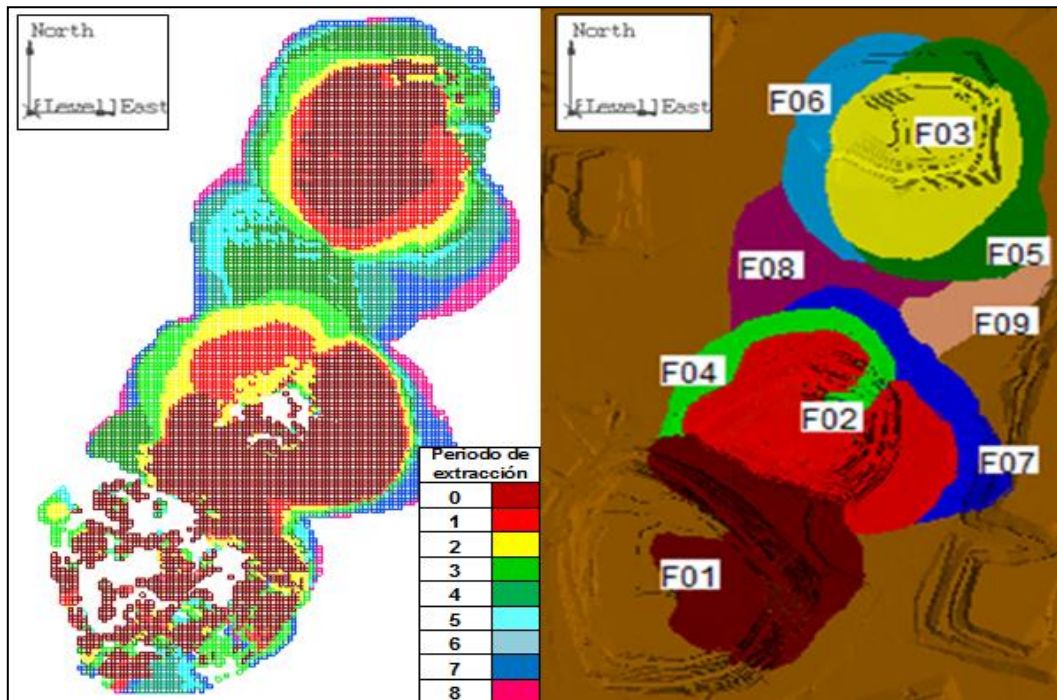 North
[Level]East
Periodo de
extracción
0
1
2
3
4
5
6
7
8
North
[Level]East
F06
F03
F05
F08
F09
F04
F02
F07
F01